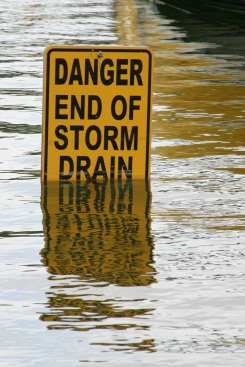 DANGER
END OF
STORM
DRAIN